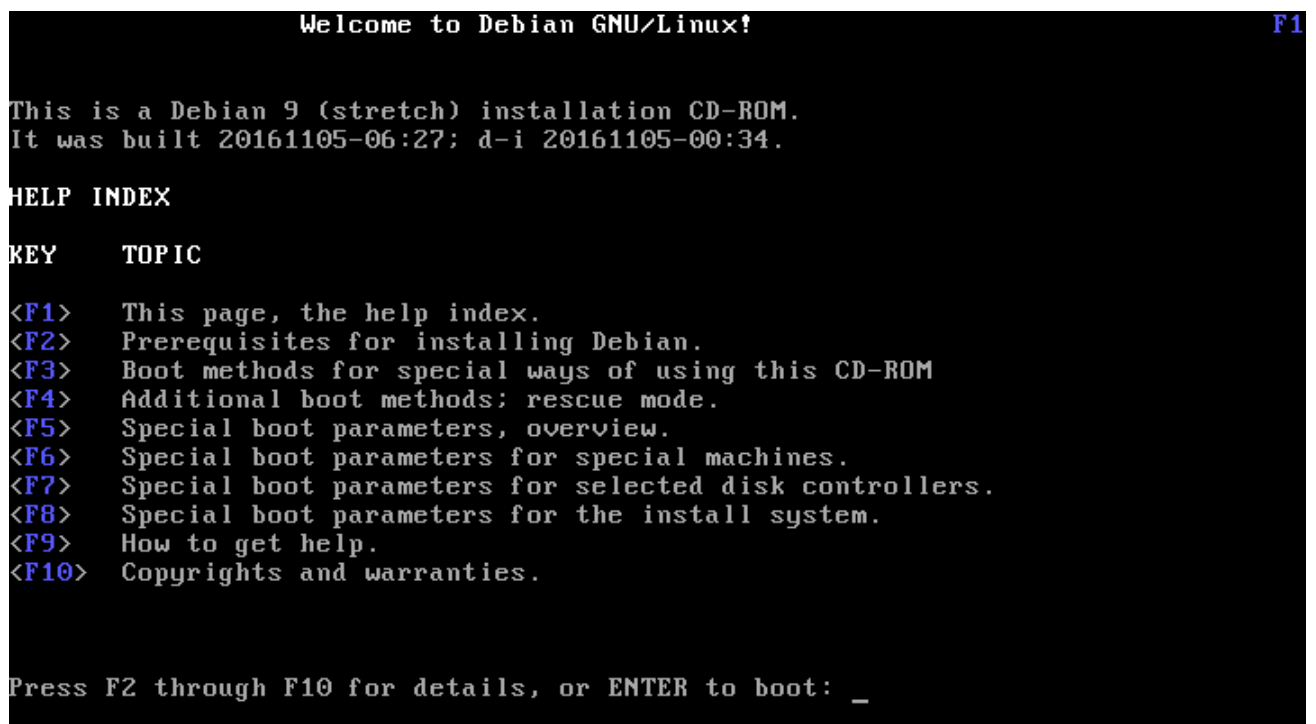 Welcome to Debian GNU/Linux! F1
This is a Debian 9 (stretch) installation CD-ROM.
It was built 20161105-06:27; d-i 20161105-00:34.
HELP INDEX
KEY TOPIC
<F1> This page, the help index.
<F2> Prerequisites for installing Debian.
<F3> Boot methods for special ways of using this CD-ROM
<F4> Additional boot methods; rescue mode.
<F5> Special boot parameters, overview.
<F6> Special boot parameters for special machines.
<F7> Special boot parameters for selected disk controllers.
<F8> Special boot parameters for the install system.
<F9> How to get help.
<F10> Copyrights and warranties.
Press F2 through F10 for details, or ENTER to boot: _